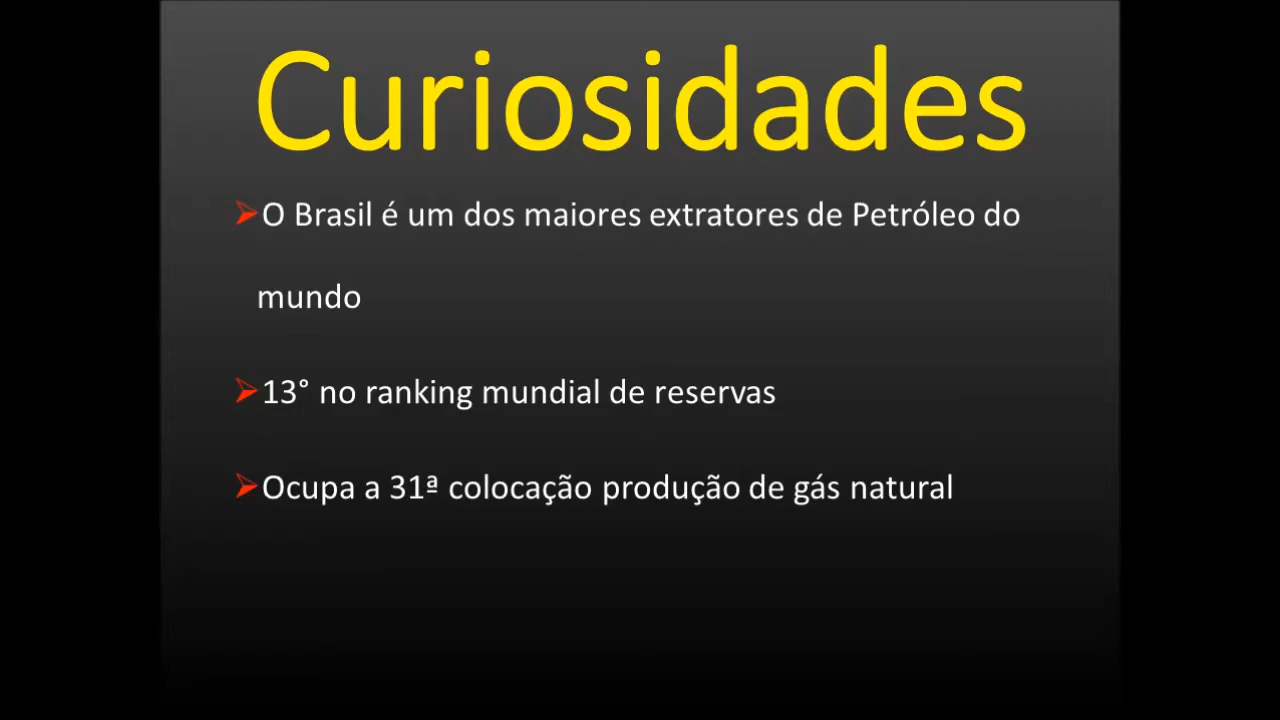 Curiosidades
O Brasil é um dos maiores extratores de Petróleo do
mundo
13° no ranking mundial de reservas
Ocupa a 31ª colocação produção de gás natural